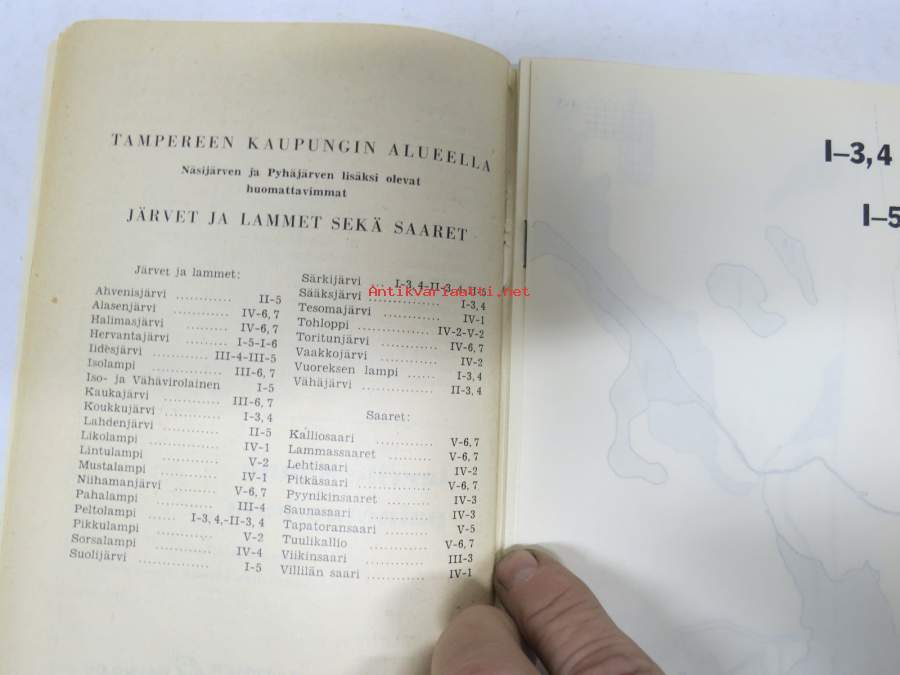 TAMPEREEN KAUPUNGIN ALUEELLA
Näsijärven ja Pyhäjärven lisäksi olevat
huomattavimmat
JÄRVET JA LAMMET SEKÄ SAARET
Järvet ja lammet:
Ahvenisjärvi ............ II-5
Alasenjärvi ............ IV-6, 7
Halimasjärvi ............ IV-6, 7
Hervantajärvi ......... I-5-I-6
Iidesjärvi ............ III-4-III-5
Isolampi ............ III-6, 7
Iso- ja Vähävirolainen I-5
Kaukajärvi ............ III-6, 7
Koukkujärvi ............ I-3, 4
Lahdenjärvi ............ II-5
Likolampi ............ IV-1
Lintulampi ............ V-2
Mustalampi ............ IV-1
Niihamanjärvi ......... V-6, 7
Pahalampi ............ III-4
Peltolampi ...... I-3, 4,-II-3, 4
Pikkulampi ............ V-2
Sorsalampi ............ IV-4
Suolijärvi ............ I-5
Särkijärvi I-3, 4-II-3, 4
Sääksjärvi ............ I-3, 4
Tesomajärvi ............ IV-1
Tohloppi ............ IV-2-V-2
Toritunjärvi ............ IV-6, 7
Vaakkojärvi ............ IV-2
Vuoreksen lampi ...... I-3, 4
Vähäjärvi ............ II-3, 4
Saaret:
Kalliosaari ............ V-6, 7
Lammassaaret ......... V-6, 7
Lehtisaari ............ IV-2
Pitkäsaari ............ V-6, 7
Pyynikinsaaret ......... IV-3
Saunasaari ............ IV-3
Tapatoransaari ......... V-5
Tuulikallio ............ V-6, 7
Viikinsaari ............ III-3
Villilän saari ............ IV-1
Antikvariaatti.net
I-3, 4
I-5